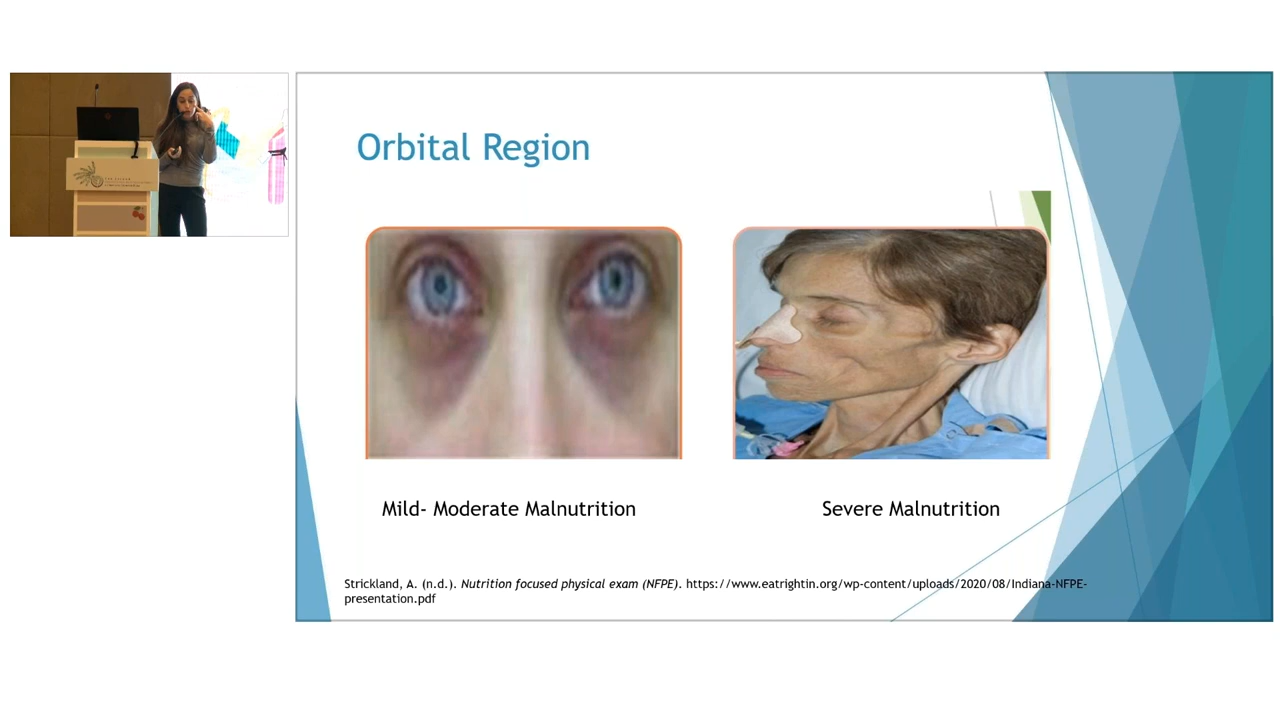 Orbital Region
Mild- Moderate Malnutrition
Severe Malnutrition
Strickland, A. (n.d.). Nutrition focused physical exam (NFPE). https://www.eatrightin.org/wp-content/uploads/2020/08/Indiana-NFPE-
presentation.pdf